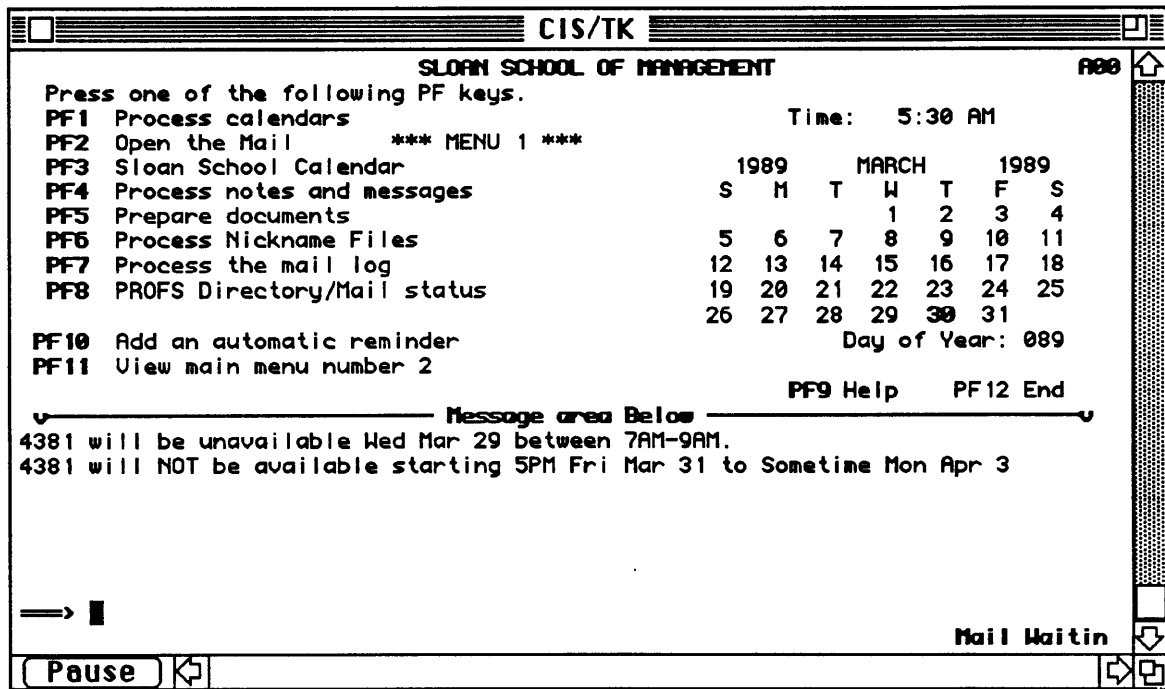 CIS/TK
SLOAN SCHOOL OF MANAGEMENT A00
Press one of the following PF keys.
PF1 Process calendars Time: 5:30 AM
PF2 Open the Mail *** MENU 1 ***
PF3 Sloan School Calendar 1989 MARCH 1989
PF4 Process notes and messages S M T W T F S
PF5 Prepare documents 1 2 3 4
PF6 Process Nickname Files 5 6 7 8 9 10 11
PF7 Process the mail log 12 13 14 15 16 17 18
PF8 PROFS Directory/Mail status 19 20 21 22 23 24 25
26 27 28 29 30 31
PF10 Add an automatic reminder Day of Year: 089
PF11 View main menu number 2
PF9 Help PF12 End
Message area Below
4381 will be unavailable Wed Mar 29 between 7AM-9AM.
4381 will NOT be available starting 5PM Fri Mar 31 to Sometime Mon Apr 3
===>
Mail Waitin
Pause